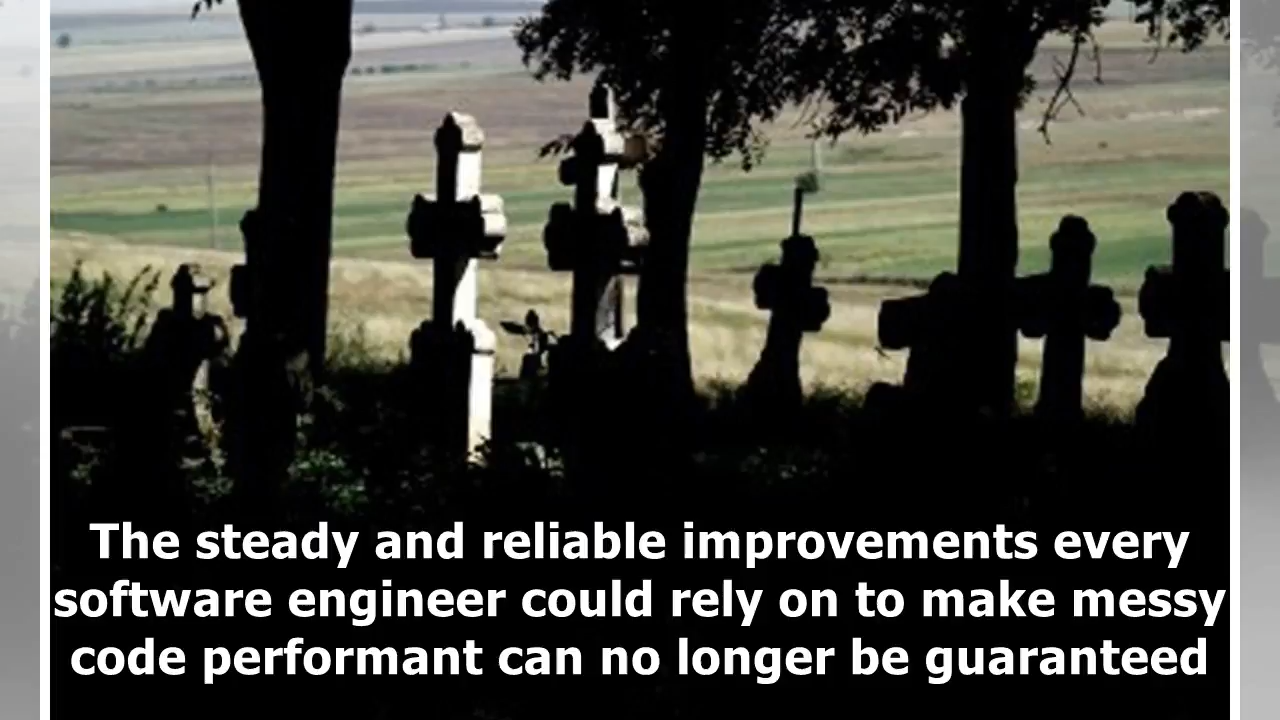 The steady and reliable improvements every
software engineer could rely on to make messy
code performant can no longer be guaranteed